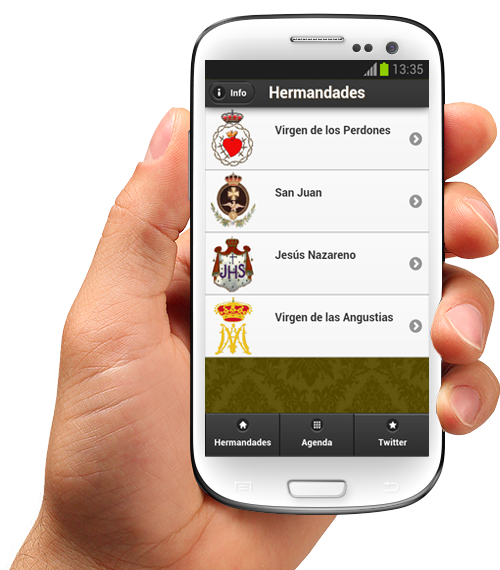 13:35
Info
Hermandades
Virgen de los Perdones
San Juan
JHS
Jesús Nazareno
Virgen de las Angustias
Hermandades
Agenda
Twitter